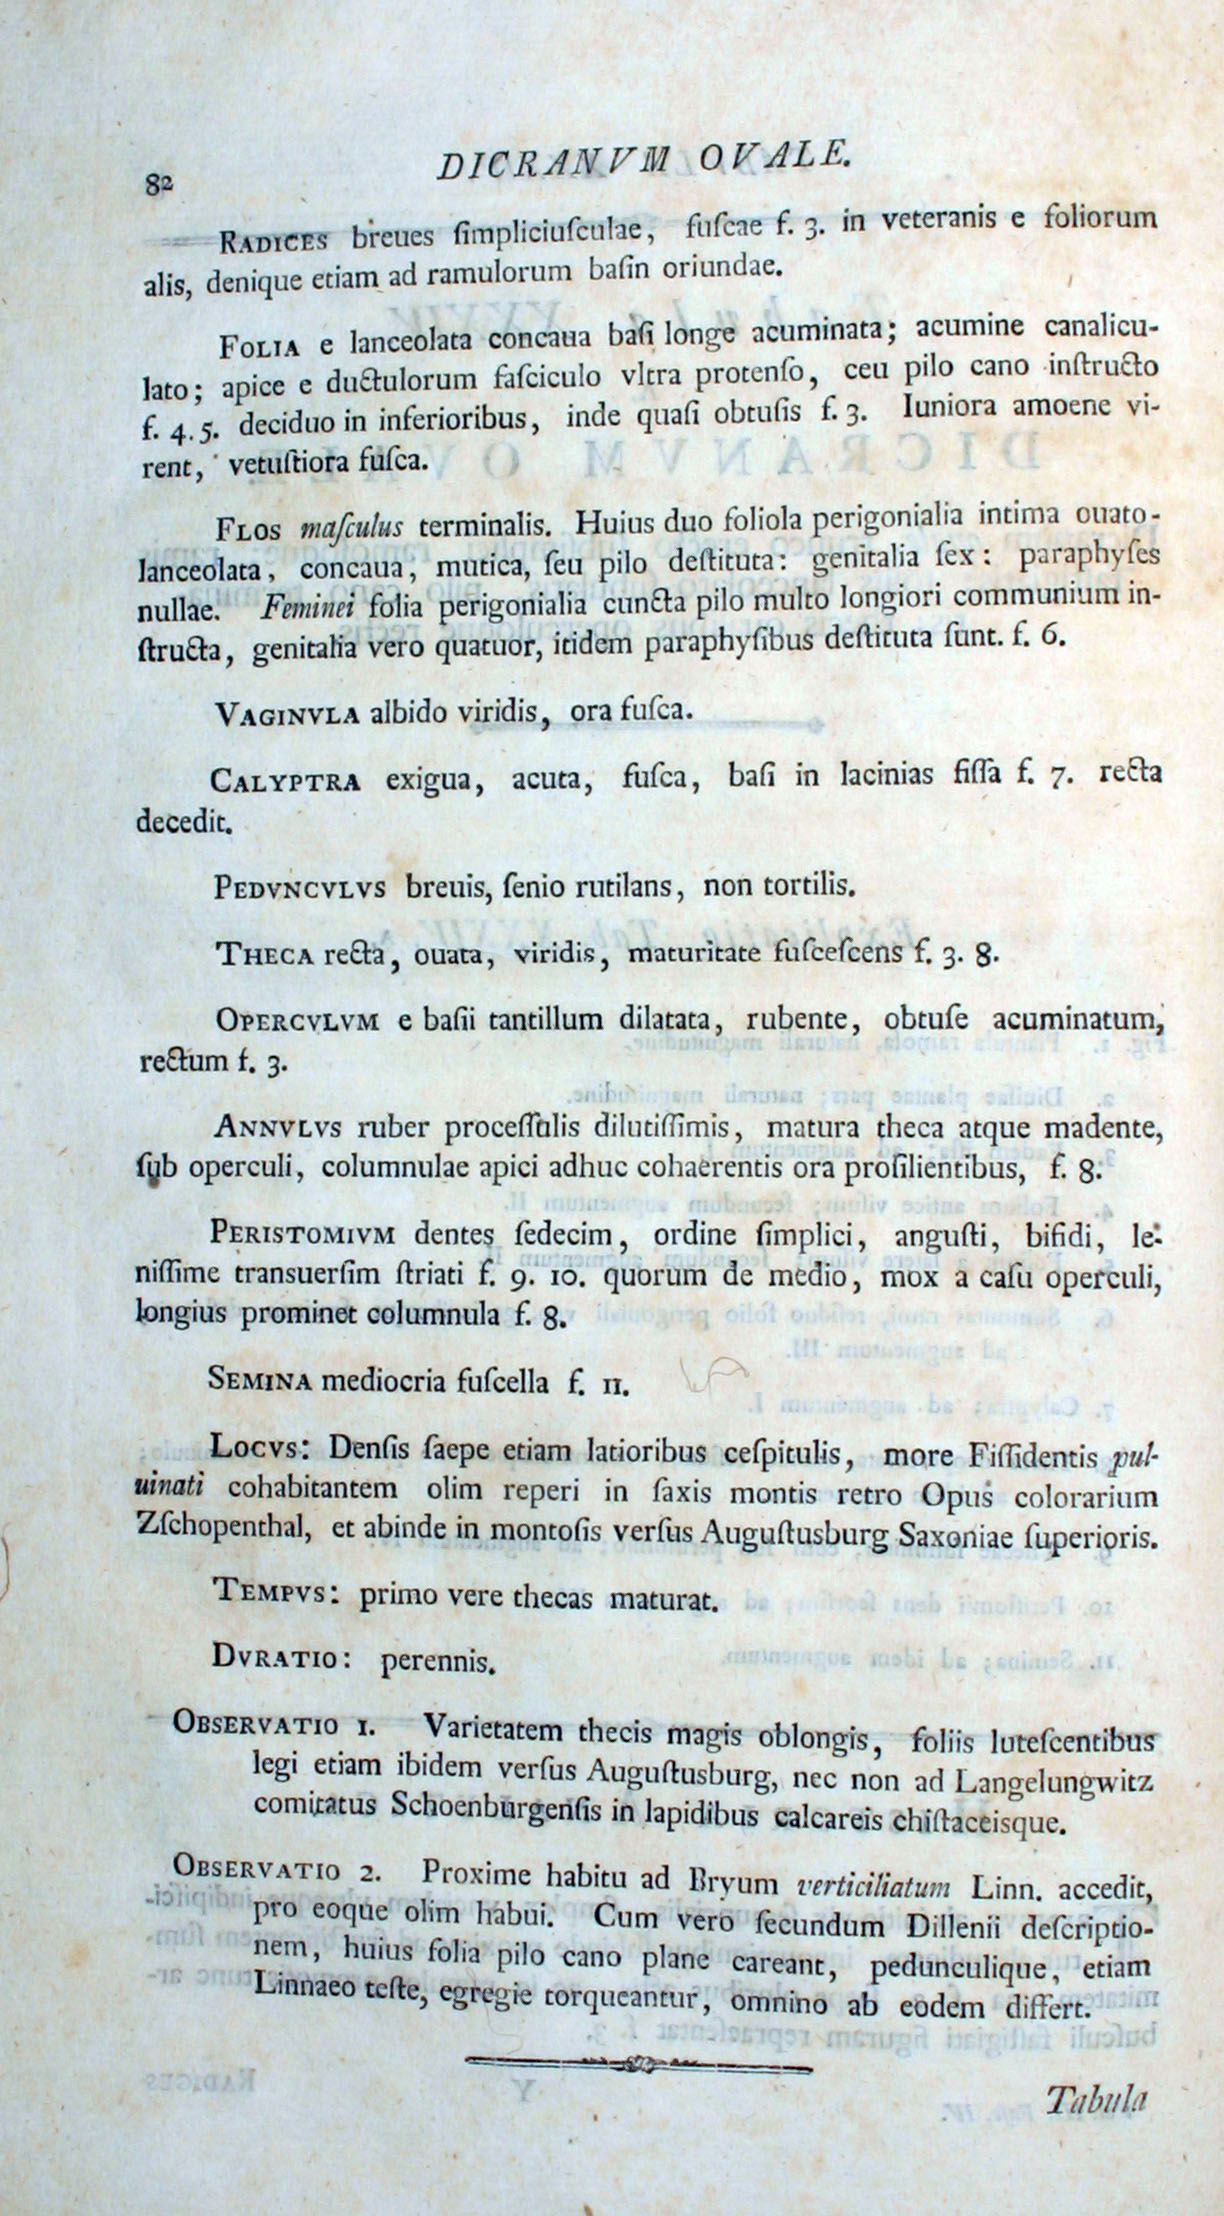 82
DICRANVM OVALE.
RADICES breues ſimpliciuſculae, fuſcae f. 3. in veteranis e foliorum
alis, denique etiam ad ramulorum baſin oriundae.
FOLIA e lanceolata concaua baſi longe acuminata; acumine canalicu-
lato; apice e ductulorum faſciculo vltra protenſo, ceu pilo cano inſtructo
f. 4. 5. deciduo in inferioribus, inde quaſi obtuſis f. 3. Iuniora amoene vi-
rent, vetuſtiora fuſca.
FLOS maſculus terminalis. Huius duo foliola perigonialia intima ouato-
lanceolata, concaua, mutica, ſeu pilo deſtituta: genitalia ſex: paraphyſes
nullae. Feminei folia perigonialia cuncta pilo multo longiori communium in-
ſtructa, genitalia vero quatuor, itidem paraphyſibus deſtituta ſunt. f. 6.
VAGINVLA albido viridis, ora fuſca.
CALYPTRA exigua, acuta, fuſca, baſi in lacinias fiſſa f. 7. recta
decedit.
PEDVNCVLVS breuis, ſenio rutilans, non tortilis.
THECA recta, ouata, viridis, maturitate fuſceſcens f. 3. 8.
OPERCVLVM e baſii tantillum dilatata, rubente, obtuſe acuminatum,
rectum f. 3.
ANNVLVS ruber proceſſulis dilutiſſimis, matura theca atque madente,
ſub operculi, columnulae apici adhuc cohaerentis ora proſilientibus, f. 8.
PERISTOMIVM dentes ſedecim, ordine ſimplici, anguſti, bifidi, le-
niſſime transuerſim ſtriati f. 9. 10. quorum de medio, mox a caſu operculi,
longius prominet columnula f. 8.
SEMINA mediocria fuſcella f. 11.
LOCVS: Denſis ſaepe etiam latioribus ceſpitulis, more Fiſſidentis pul-
uinati cohabitantem olim reperi in ſaxis montis retro Opus colorarium
Zſchopenthal, et abinde in montoſis verſus Auguſtusburg Saxoniae ſuperioris.
TEMPVS: primo vere thecas maturat.
DVRATIO: perennis.
OBSERVATIO 1. Varietatem thecis magis oblongis, foliis luteſcentibus
legi etiam ibidem verſus Auguſtusburg, nec non ad Langelungwitz
comitatus Schoenburgenſis in lapidibus calcareis chiſtaceisque.
OBSERVATIO 2. Proxime habitu ad Bryum verticiliatum Linn. accedit,
pro eoque olim habui. Cum vero ſecundum Dillenii deſcriptio-
nem, huius folia pilo cano plane careant, pedunculique, etiam
Linnaeo teſte, egregie torqueantur, omnino ab eodem differt.
Tabula